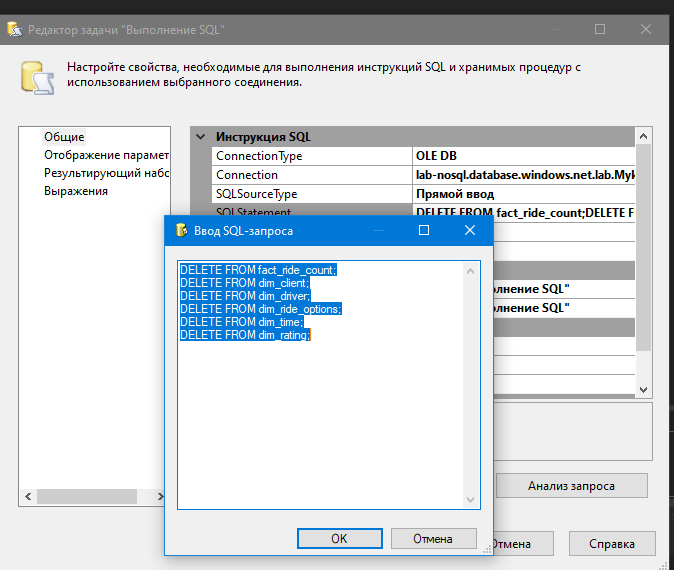 Редактор задачи "Выполнение SQL"
Настройте свойства, необходимые для выполнения инструкций SQL и хранимых процедур с
использованием выбранного соединения.
Общие
Отображение парамет
Результирующий набо
Выражения
Инструкция SQL
ConnectionType OLE DB
Connection lab-nosql.database.windows.net.lab.Myk
SQLSourceType Прямой ввод
SQLStatement DELETE FROM fact_ride_count;DELETE F
Ввод SQL-запроса
DELETE FROM fact_ride_count;
DELETE FROM dim_client;
DELETE FROM dim_driver;
DELETE FROM dim_ride_options;
DELETE FROM dim_time;
DELETE FROM dim_rating;
лнение SQL"
лнение SQL"
Анализ запроса
OK
Отмена
Отмена
Справка